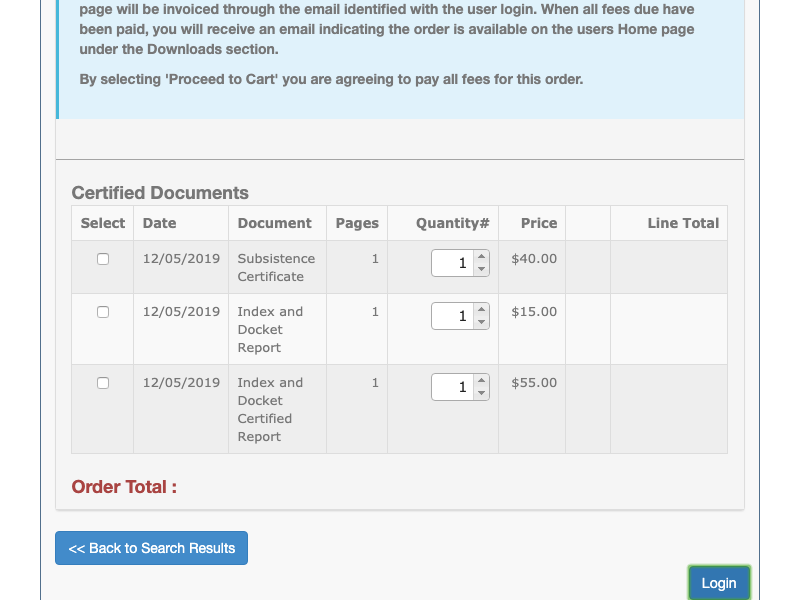 page will be invoiced through the email identified with the user login. When all fees due have
been paid, you will receive an email indicating the order is available on the users Home page
under the Downloads section.
By selecting 'Proceed to Cart' you are agreeing to pay all fees for this order.
Certified Documents
Select Date Document Pages Quantity# Price Line Total
12/05/2019 Subsistence 1 1 $40.00
Certificate
12/05/2019 Index and 1 1 $15.00
Docket
Report
12/05/2019 Index and 1 1 $55.00
Docket
Certified
Report
Order Total :
<< Back to Search Results
Login